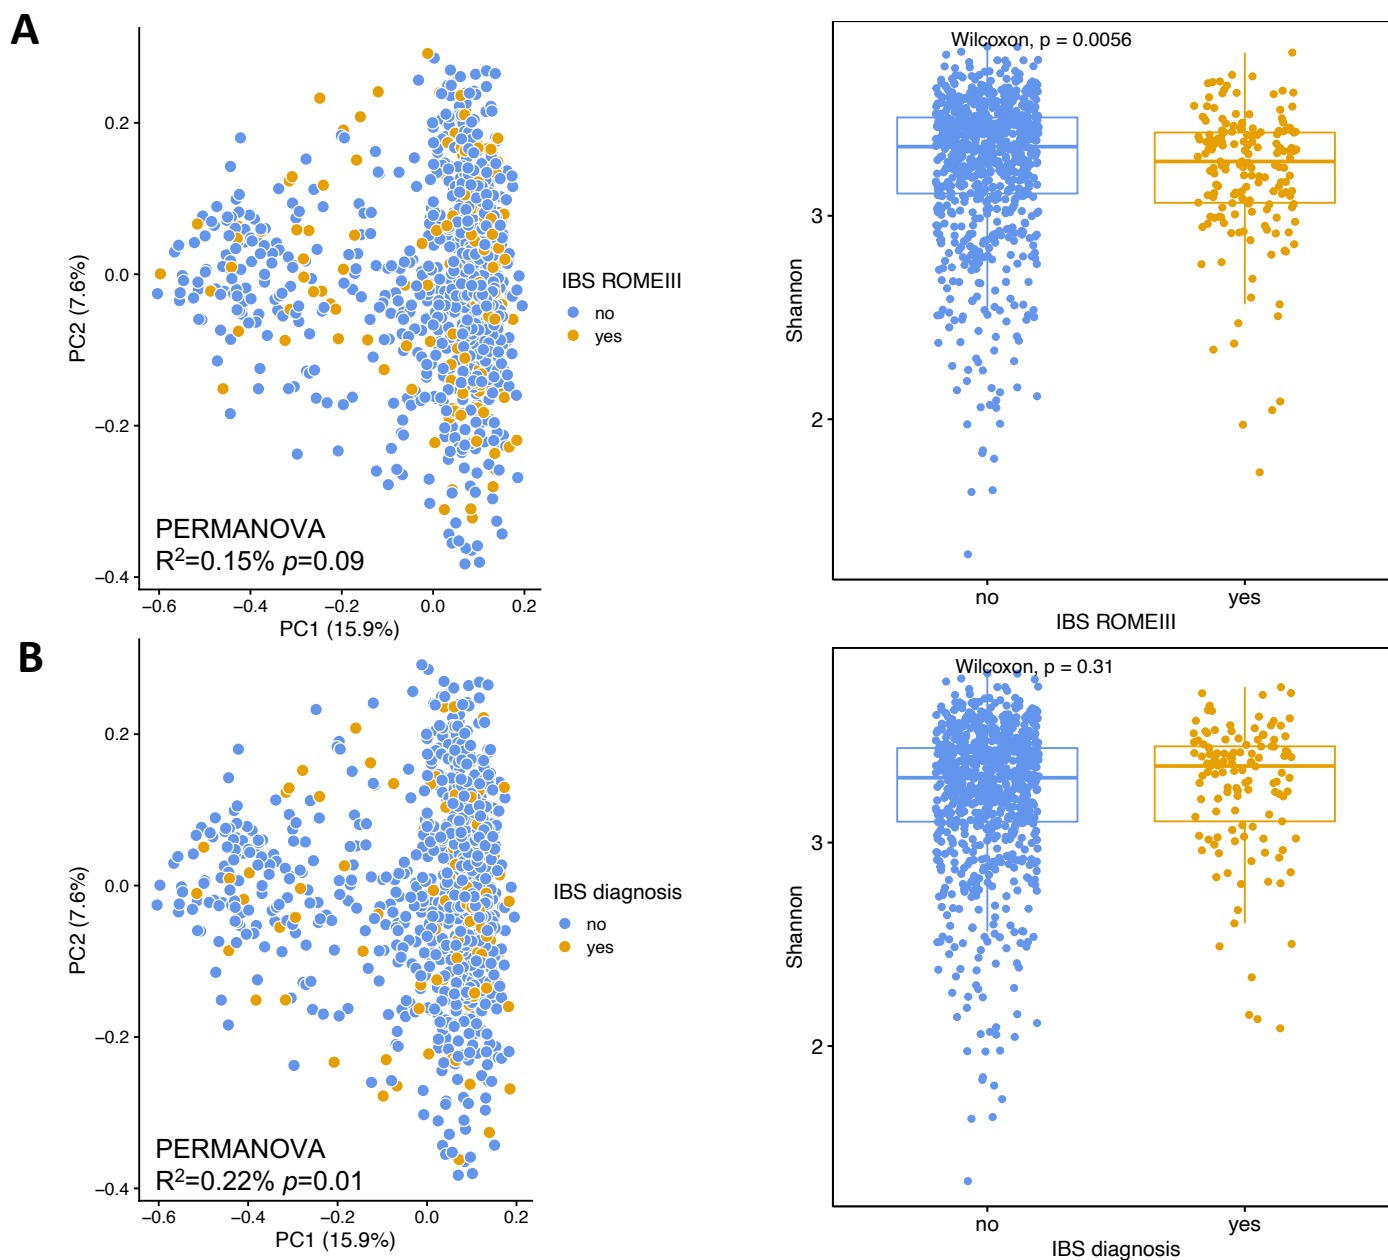 A
0.2
0.0
−0.2
−0.4
PC2 (7.6%)
−0.6
−0.4
−0.2
0.0
0.2
PC1 (15.9%)
PERMANOVA
R²=0.15% p=0.09
IBS ROMEIII
no
yes
Wilcoxon, p = 0.0056
Shannon
3
2
no
yes
IBS ROMEIII
B
0.2
0.0
−0.2
−0.4
PC2 (7.6%)
−0.6
−0.4
−0.2
0.0
0.2
PC1 (15.9%)
PERMANOVA
R²=0.22% p=0.01
IBS diagnosis
no
yes
Wilcoxon, p = 0.31
Shannon
3
2
no
yes
IBS diagnosis